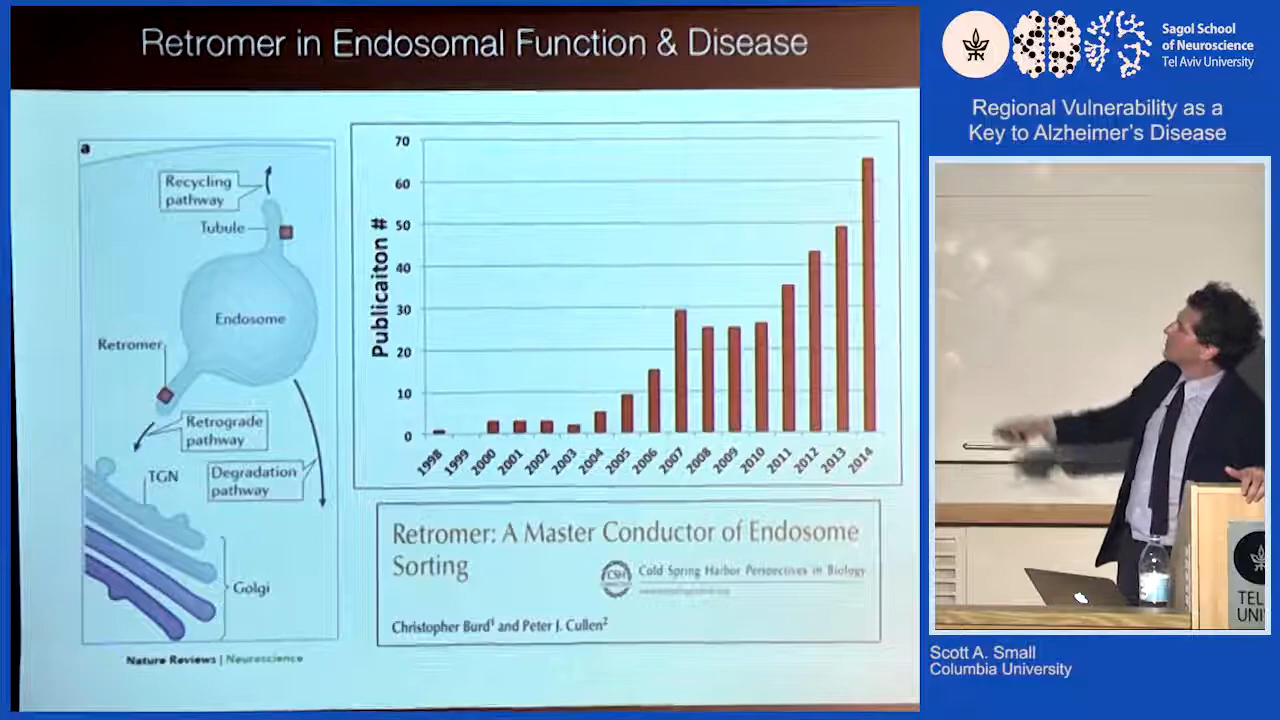 Retromer in Endosomal Function & Disease
a
Recycling
pathway
Tubule
Endosome
Retromer
Retrograde
pathway
TGN
Degradation
pathway
Golgi
Nature Reviews | Neuroscience
Publicaiton #
70
60
50
40
30
20
10
0
1998
1999
2000
2001
2002
2003
2004
2005
2006
2007
2008
2009
2010
2011
2012
2013
2014
Retromer: A Master Conductor of Endosome
Sorting
CSH
Cold Spring Harbor Perspectives in Biology
Christopher Burd¹ and Peter J. Cullen²
Sagol School
of Neuroscience
Tel Aviv University
Regional Vulnerability as a
Key to Alzheimer's Disease
TEL
UNI
Scott A. Small
Columbia University